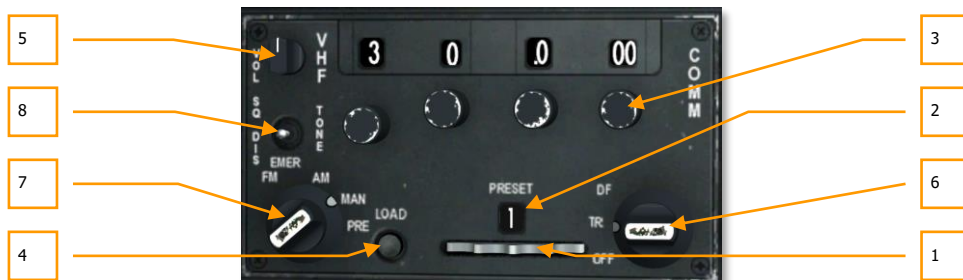 5
8
7
4
3
2
6
1
VOL
VHF
3 0 .0 00
COMM
SQ DIS
TONE
EMER
FM
AM
MAN
PRE
LOAD
PRESET
1
DF
TR
OFF